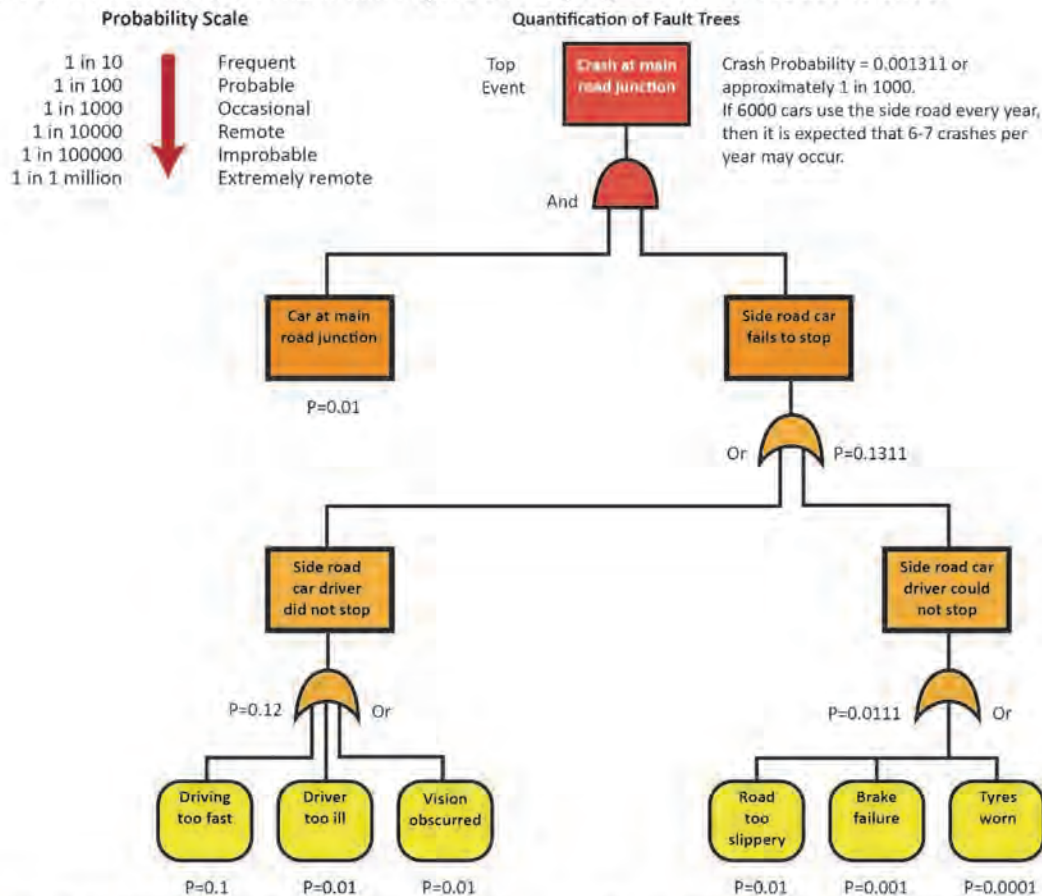 Probability Scale
1 in 10 Frequent
1 in 100 Probable
1 in 1000 Occasional
1 in 10000 Remote
1 in 100000 Improbable
1 in 1 million Extremely remote
Quantification of Fault Trees
Top
Event
Crash at main
road junction
Crash Probability = 0.001311 or
approximately 1 in 1000.
If 6000 cars use the side road every year,
then it is expected that 6-7 crashes per
year may occur.
And
Car at main
road junction
P=0.01
Side road car
fails to stop
Or
P=0.1311
Side road
car driver
did not stop
Side road car
driver could
not stop
P=0.12
Or
P=0.0111
Or
Driving
too fast
Driver
too ill
Vision
obscurred
Road
too
slippery
Brake
failure
Tyres
worn
P=0.1
P=0.01
P=0.01
P=0.01
P=0.001
P=0.0001